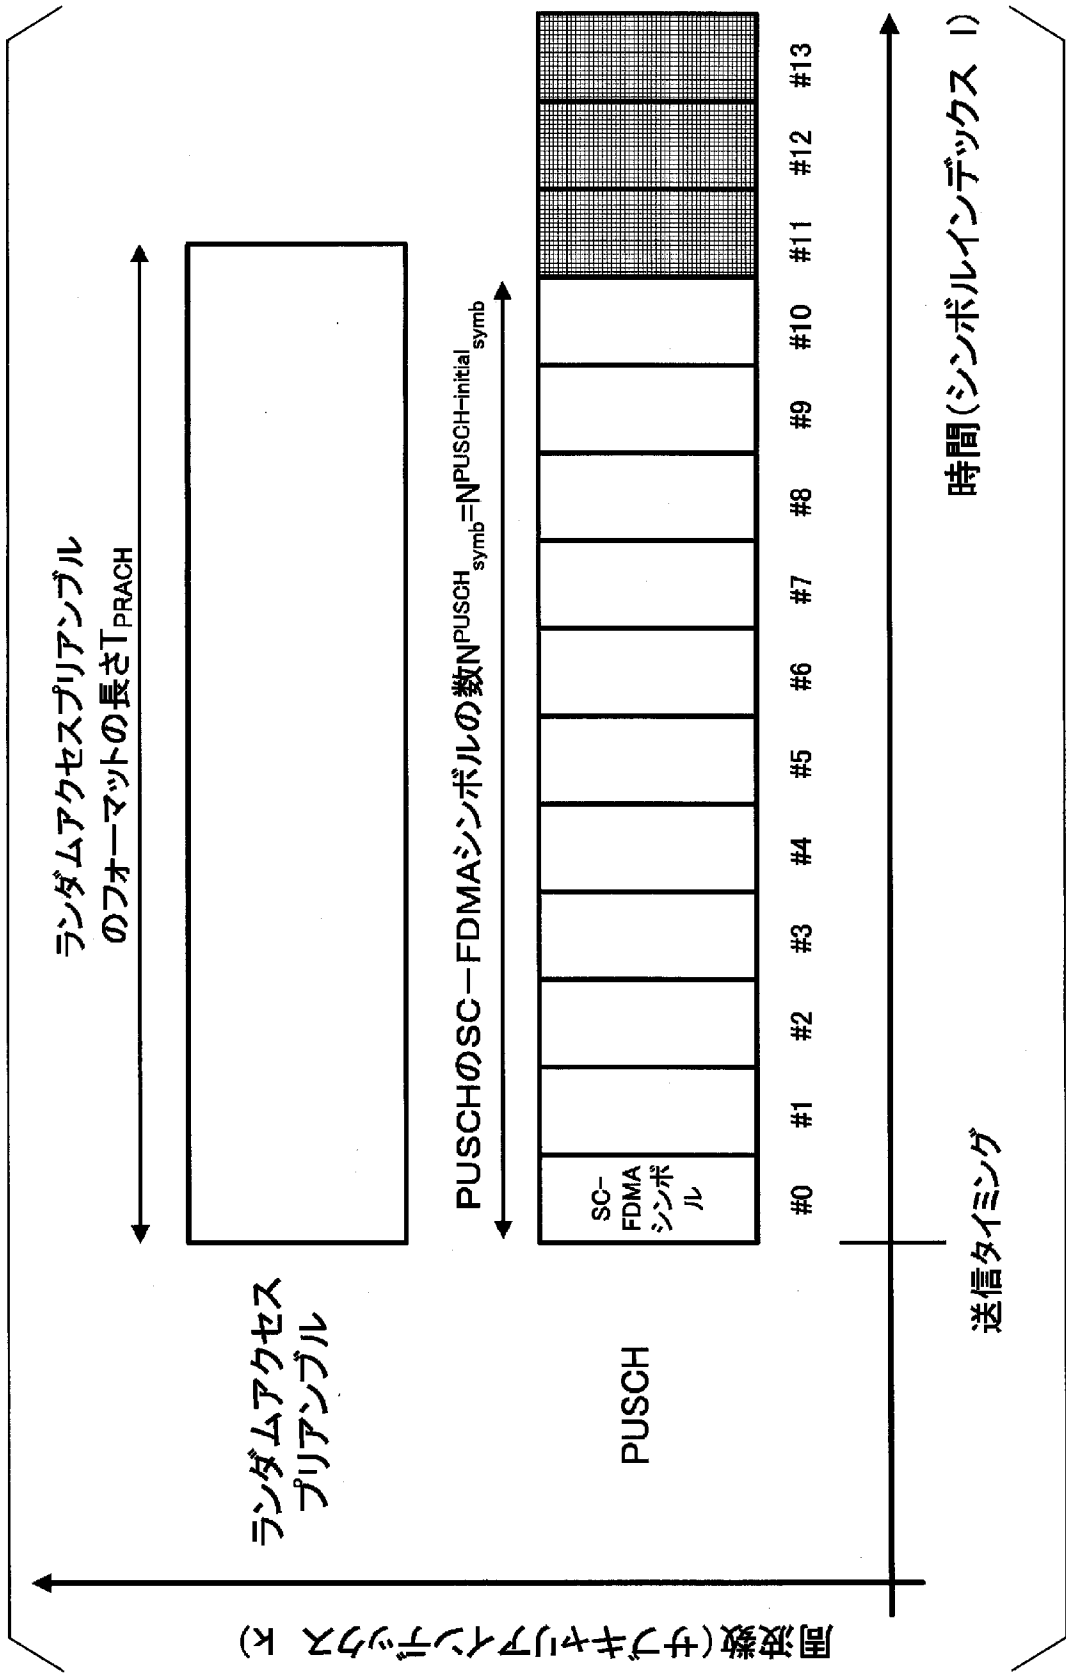 ランダムアクセスプリアンブル
のフォーマットの長さTPRACH
ランダムアクセス
プリアンブル
PUSCHのSC－FDMAシンボルの数N^PUSCH_symb=N^PUSCH-initial_symb
PUSCH
SC-
FDMA
シンボ
ル
#0 #1 #2 #3 #4 #5 #6 #7 #8 #9 #10 #11 #12 #13
送信タイミング
時間(シンボルインデックス l)
周波数(サブキャリアインデックス k)